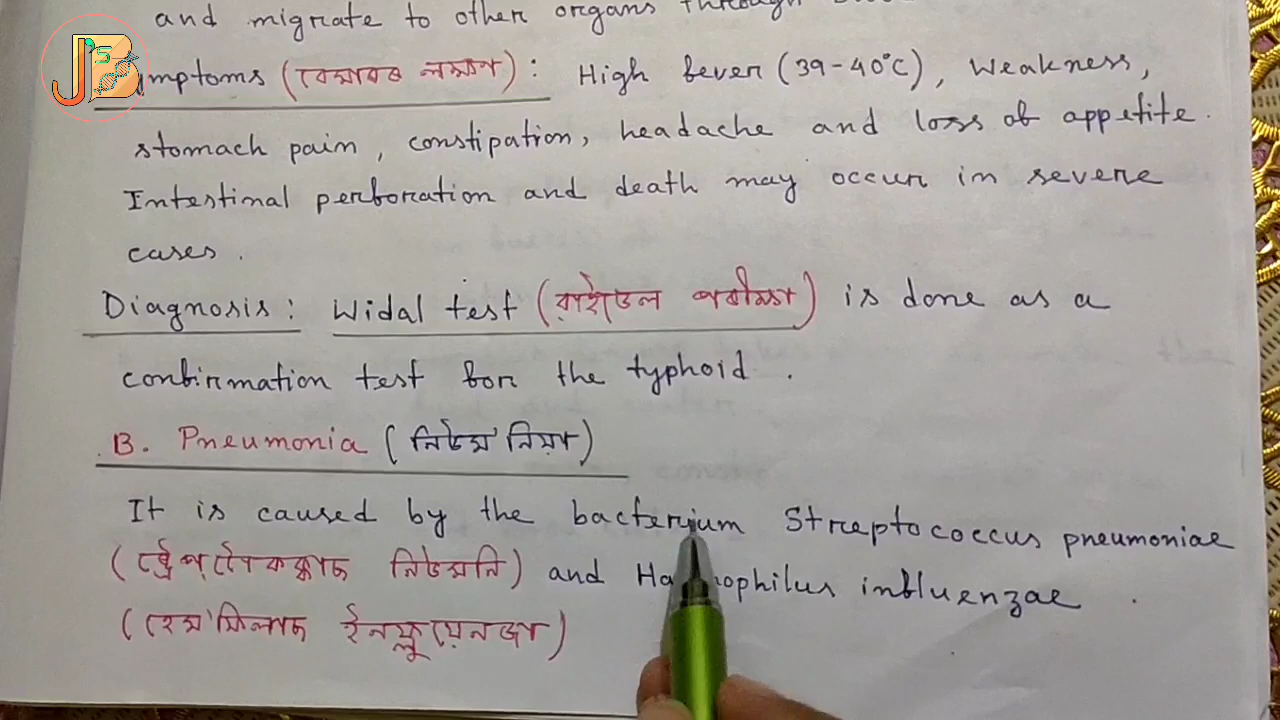 and migrate to other organs through
JB's
mptoms (বেমাৰৰ লক্ষণ) : High fever (39-40°C), weakness,
stomach pain, constipation, headache and loss of appetite.
Intestinal perforation and death may occur in severe
cases.
Diagnosis: Widal test (ৱাইডেল পৰীক্ষা) is done as a
confirmation test for the typhoid.
B. Pneumonia (নিউম'নিয়া)
It is caused by the bacterium Streptococcus pneumoniae
(ষ্ট্ৰেপ্টোকক্কাছ নিউমনি) and Ha ophilus influenzae.
(হেম'ফিলাছ ইনফ্লুয়েনজা)